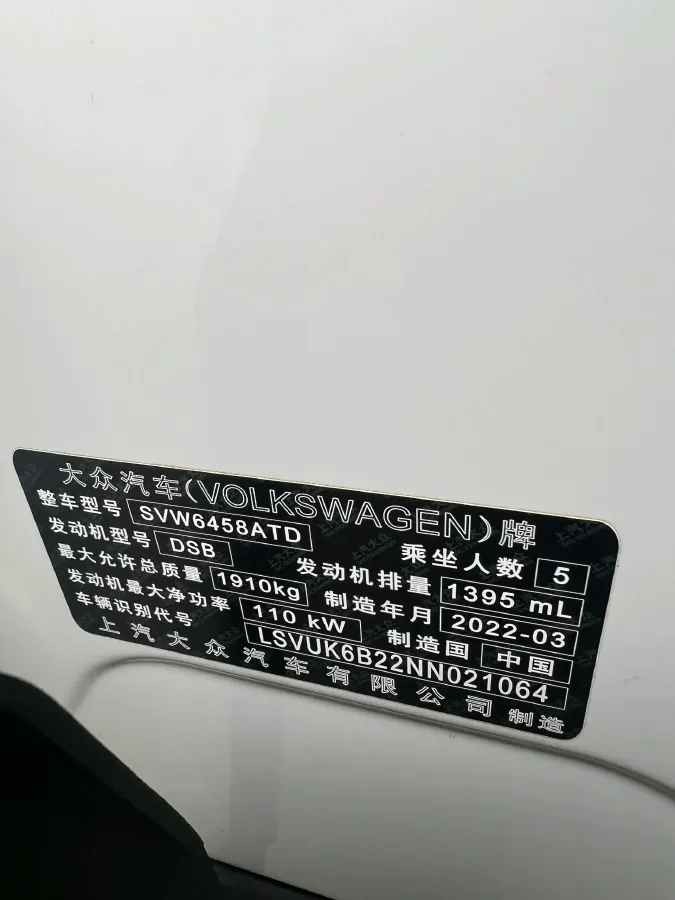 大众汽车(VOLKSWAGEN)牌
整车型号 SVW6458ATD 乘坐人数 5
发动机型号 DSB 发动机排量 1395 mL
最大允许总质量 1910kg 制造年月 2022-03
发动机最大净功率 110 kW 制造国 中国
车辆识别代号 LSVUK6B22NN021064
上汽大众汽车有限公司 制造